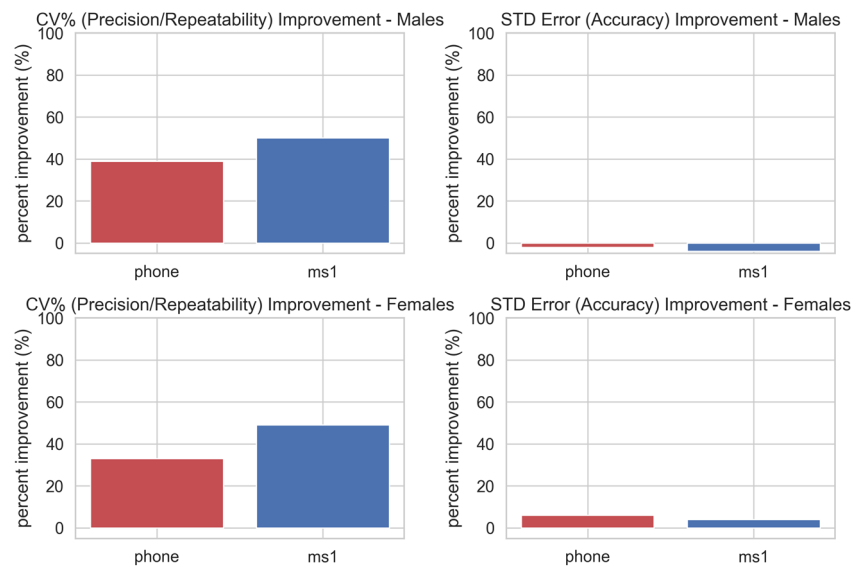 CV% (Precision/Repeatability) Improvement - Males
percent improvement (%)
100
80
60
40
20
0
phone
ms1
STD Error (Accuracy) Improvement - Males
percent improvement (%)
100
80
60
40
20
0
phone
ms1
CV% (Precision/Repeatability) Improvement - Females
percent improvement (%)
100
80
60
40
20
0
phone
ms1
STD Error (Accuracy) Improvement - Females
percent improvement (%)
100
80
60
40
20
0
phone
ms1